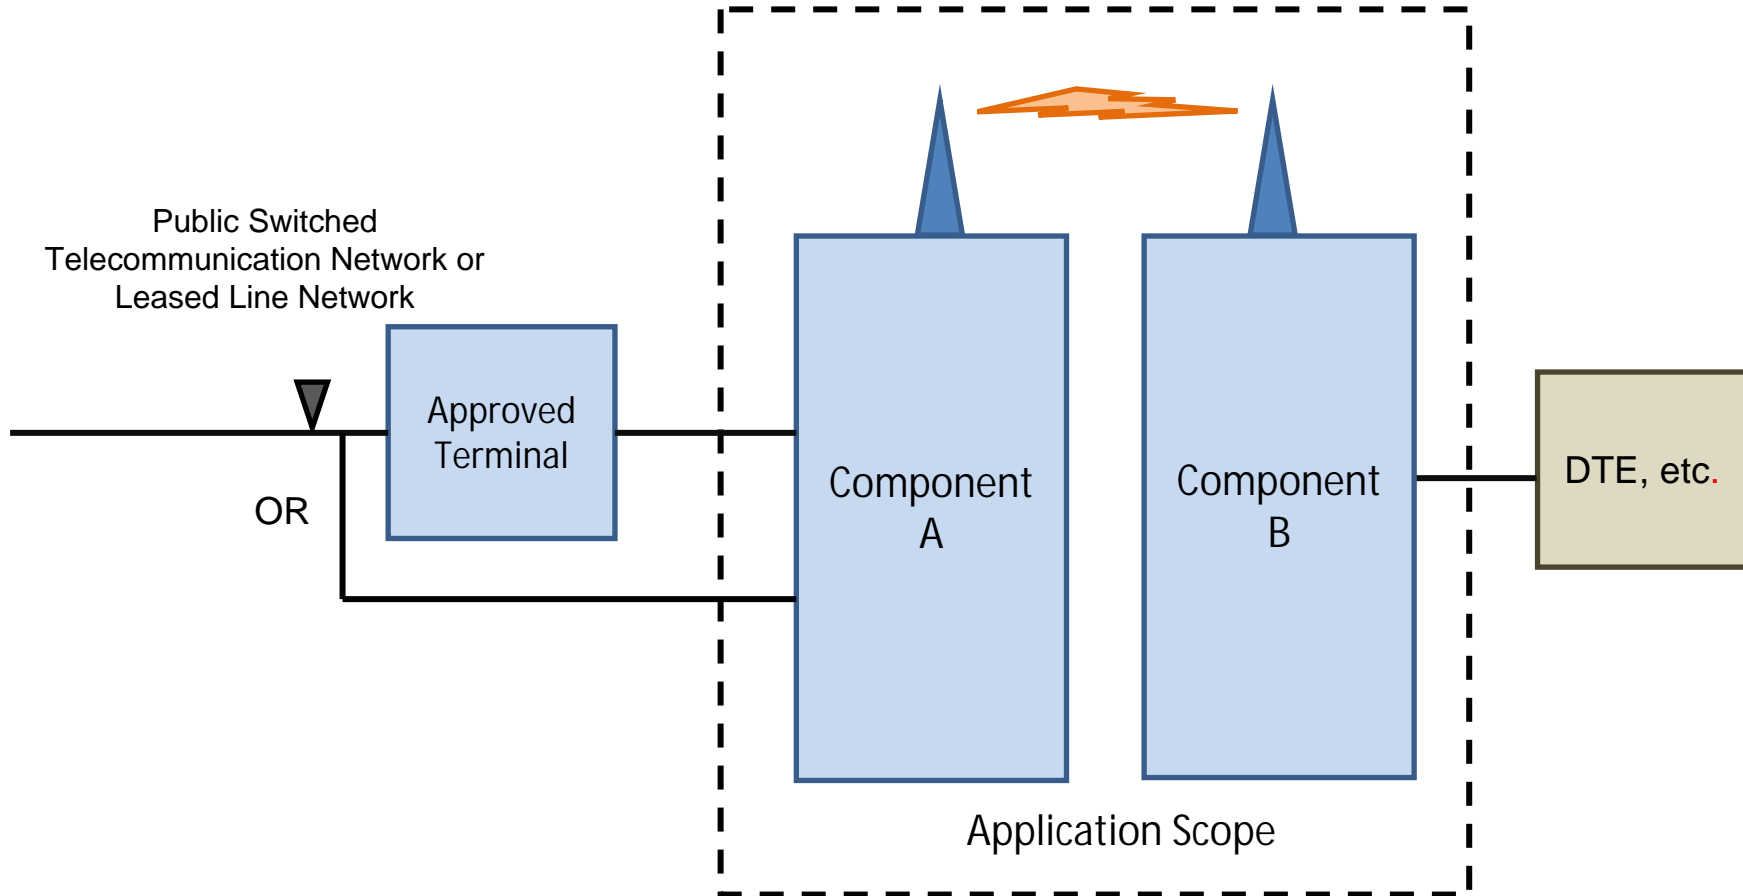 Public Switched
Telecommunication Network or
Leased Line Network
Approved
Terminal
OR
Component
A
Component
B
DTE, etc.
Application Scope